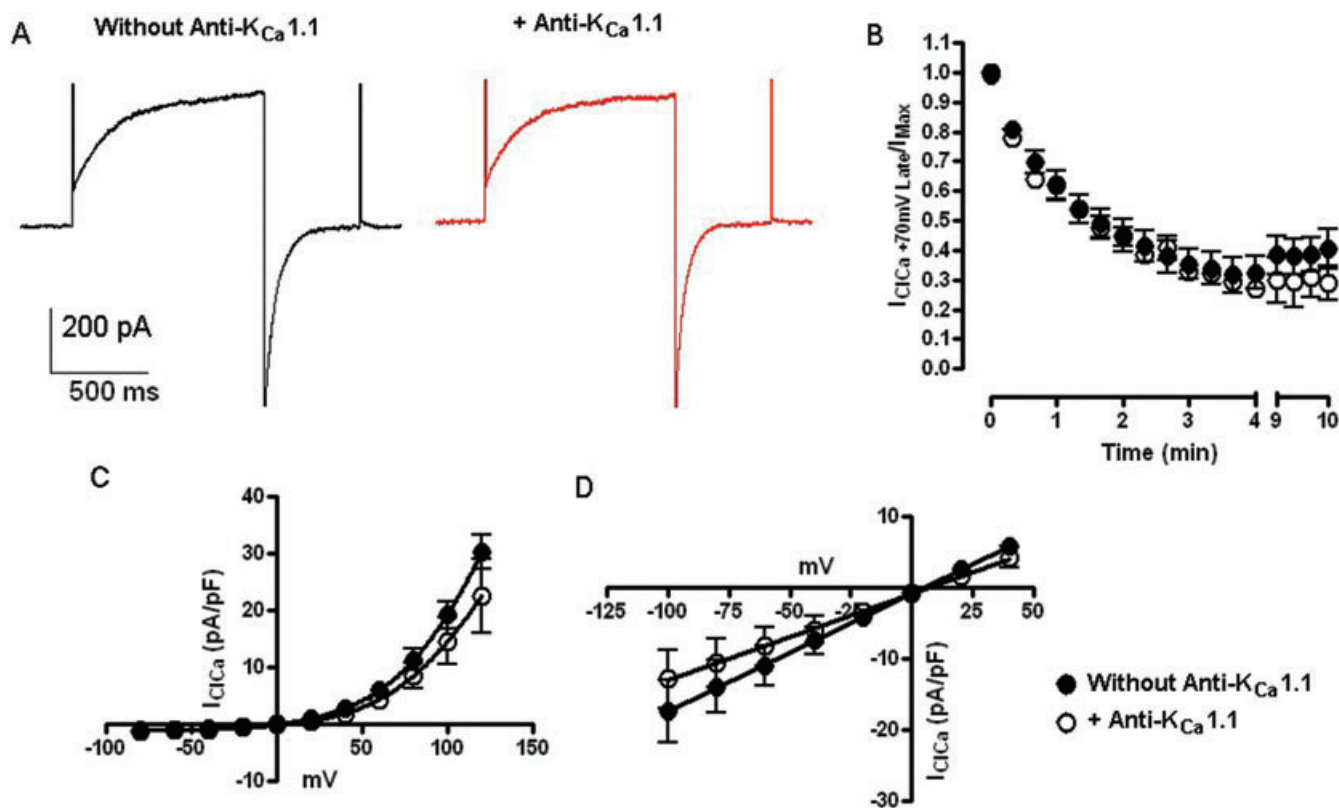 A
Without Anti-KCa1.1
+ Anti-KCa1.1
200 pA
500 ms
B
IClCa +70mV Late/IMax
1.1
1.0
0.9
0.8
0.7
0.6
0.5
0.4
0.3
0.2
0.1
0.0
0 1 2 3 4 9 10
Time (min)
C
IClCa (pA/pF)
40
30
20
10
-10
-100 -50 50 100 150
mV
D
mV
10
-125 -100 -75 -50 25 50
-10
-20
-30
IClCa (pA/pF)
Without Anti-KCa1.1
+ Anti-KCa1.1